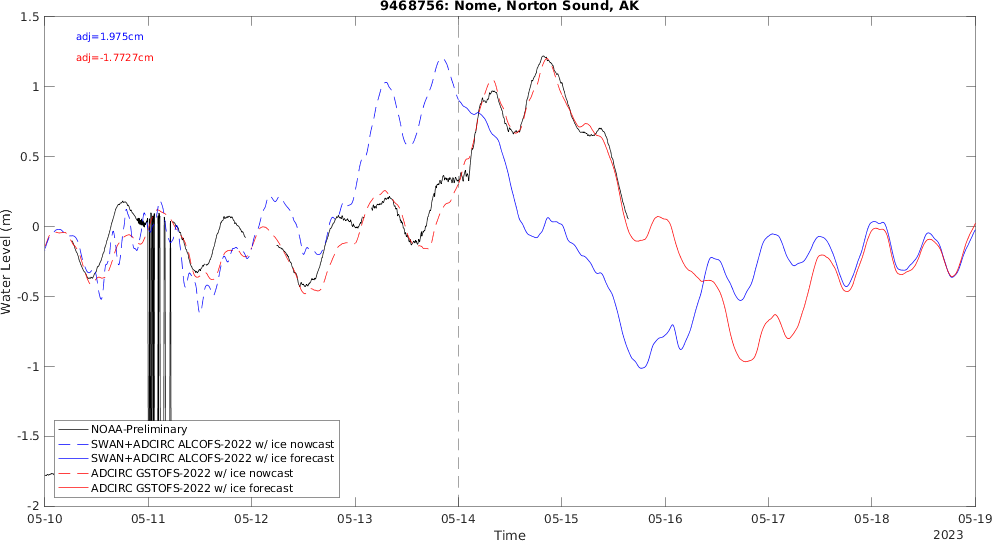 9468756: Nome, Norton Sound, AK
adj=1.975cm
adj=-1.7727cm
Water Level (m)
1.5
1
0.5
0
-0.5
-1
-1.5
-2
NOAA-Preliminary
SWAN+ADCIRC ALCOFS-2022 w/ ice nowcast
SWAN+ADCIRC ALCOFS-2022 w/ ice forecast
ADCIRC GSTOFS-2022 w/ ice nowcast
ADCIRC GSTOFS-2022 w/ ice forecast
05-10 05-11 05-12 05-13 05-14 05-15 05-16 05-17 05-18 05-19
Time
2023